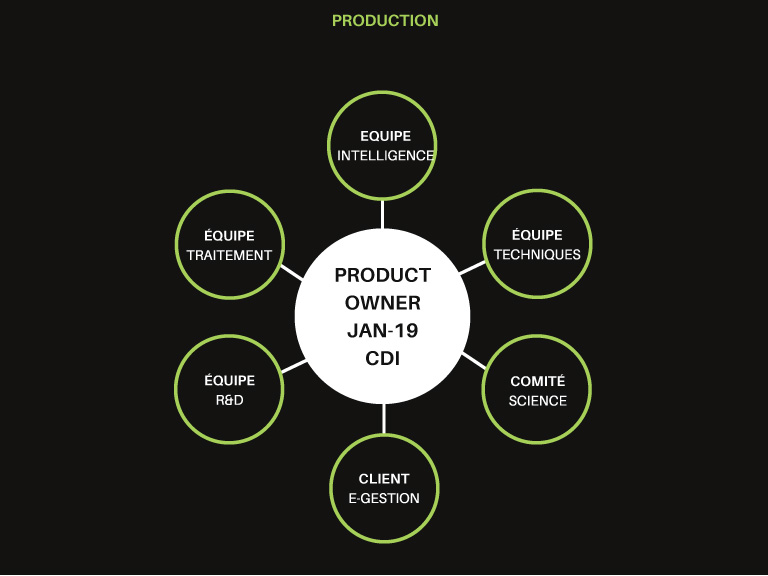 PRODUCTION
EQUIPE
INTELLIGENCE
ÉQUIPE
TRAITEMENT
ÉQUIPE
TECHNIQUES
PRODUCT
OWNER
JAN-19
CDI
ÉQUIPE
R&D
COMITÉ
SCIENCE
CLIENT
E-GESTION